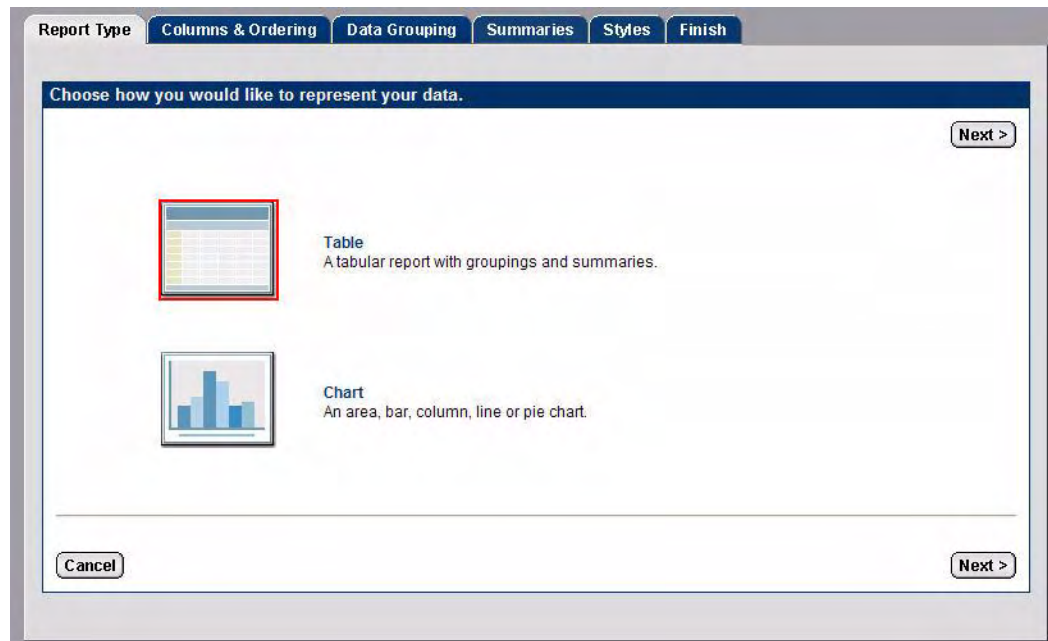 Report Type Columns & Ordering Data Grouping Summaries Styles Finish
Choose how you would like to represent your data.
Next >
Table
A tabular report with groupings and summaries.
Chart
An area, bar, column, line or pie chart.
Cancel Next >